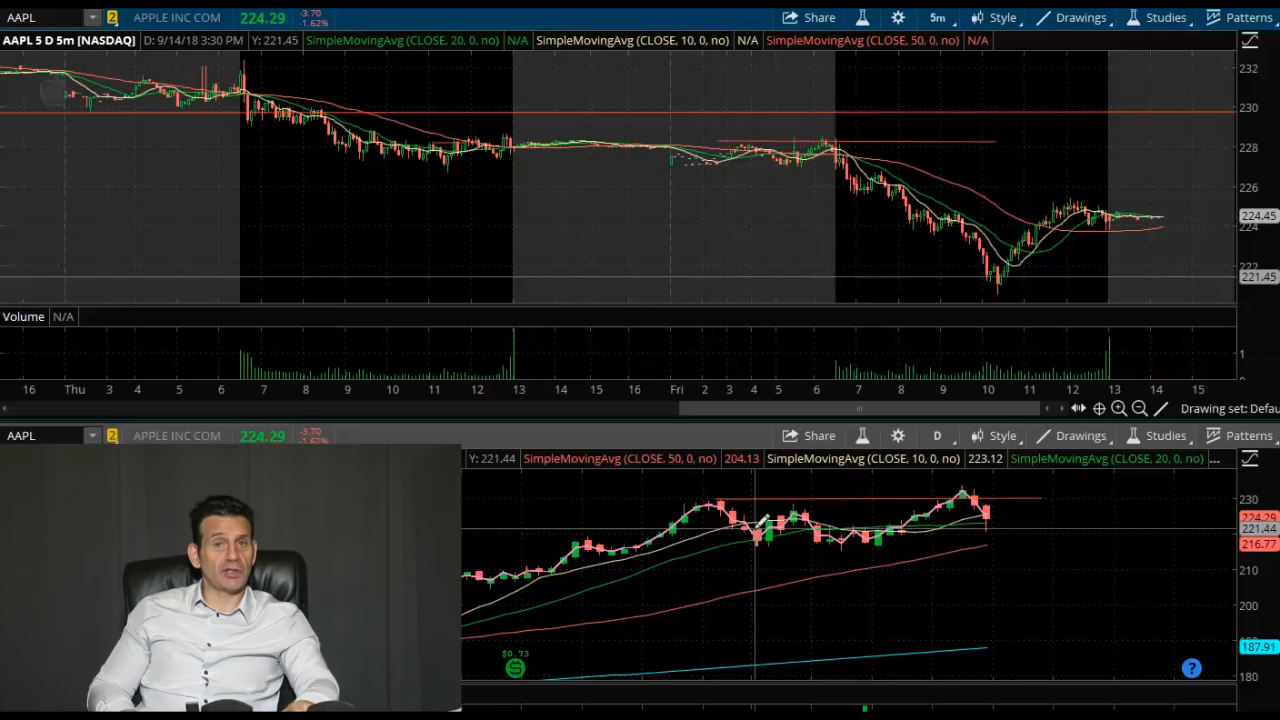 AAPL 2 APPLE INC COM 224.29 -3.70 -1.62% Share 5m Style Drawings Studies Patterns
AAPL 5 D 5m [NASDAQ] D: 9/14/18 3:30 PM Y: 221.45 SimpleMovingAvg (CLOSE, 20, 0, no) N/A SimpleMovingAvg (CLOSE, 10, 0, no) N/A SimpleMovingAvg (CLOSE, 50, 0, no) N/A
232
230
228
226
224.45
224
222
221.45
Volume N/A
1
16 Thu 3 4 5 6 7 8 9 10 11 12 13 14 15 16 Fri 2 3 4 5 6 7 8 9 10 11 12 13 14 15
Drawing set: Defau
AAPL 2 APPLE INC COM 224.29 -3.70 -1.62% Share D Style Drawings Studies Patterns
Y: 221.44 SimpleMovingAvg (CLOSE, 50, 0, no) 204.13 SimpleMovingAvg (CLOSE, 10, 0, no) 223.12 SimpleMovingAvg (CLOSE, 20, 0, no) ...
230
224.29
221.44
216.77
210
200
187.91
180
$0.73
S
?